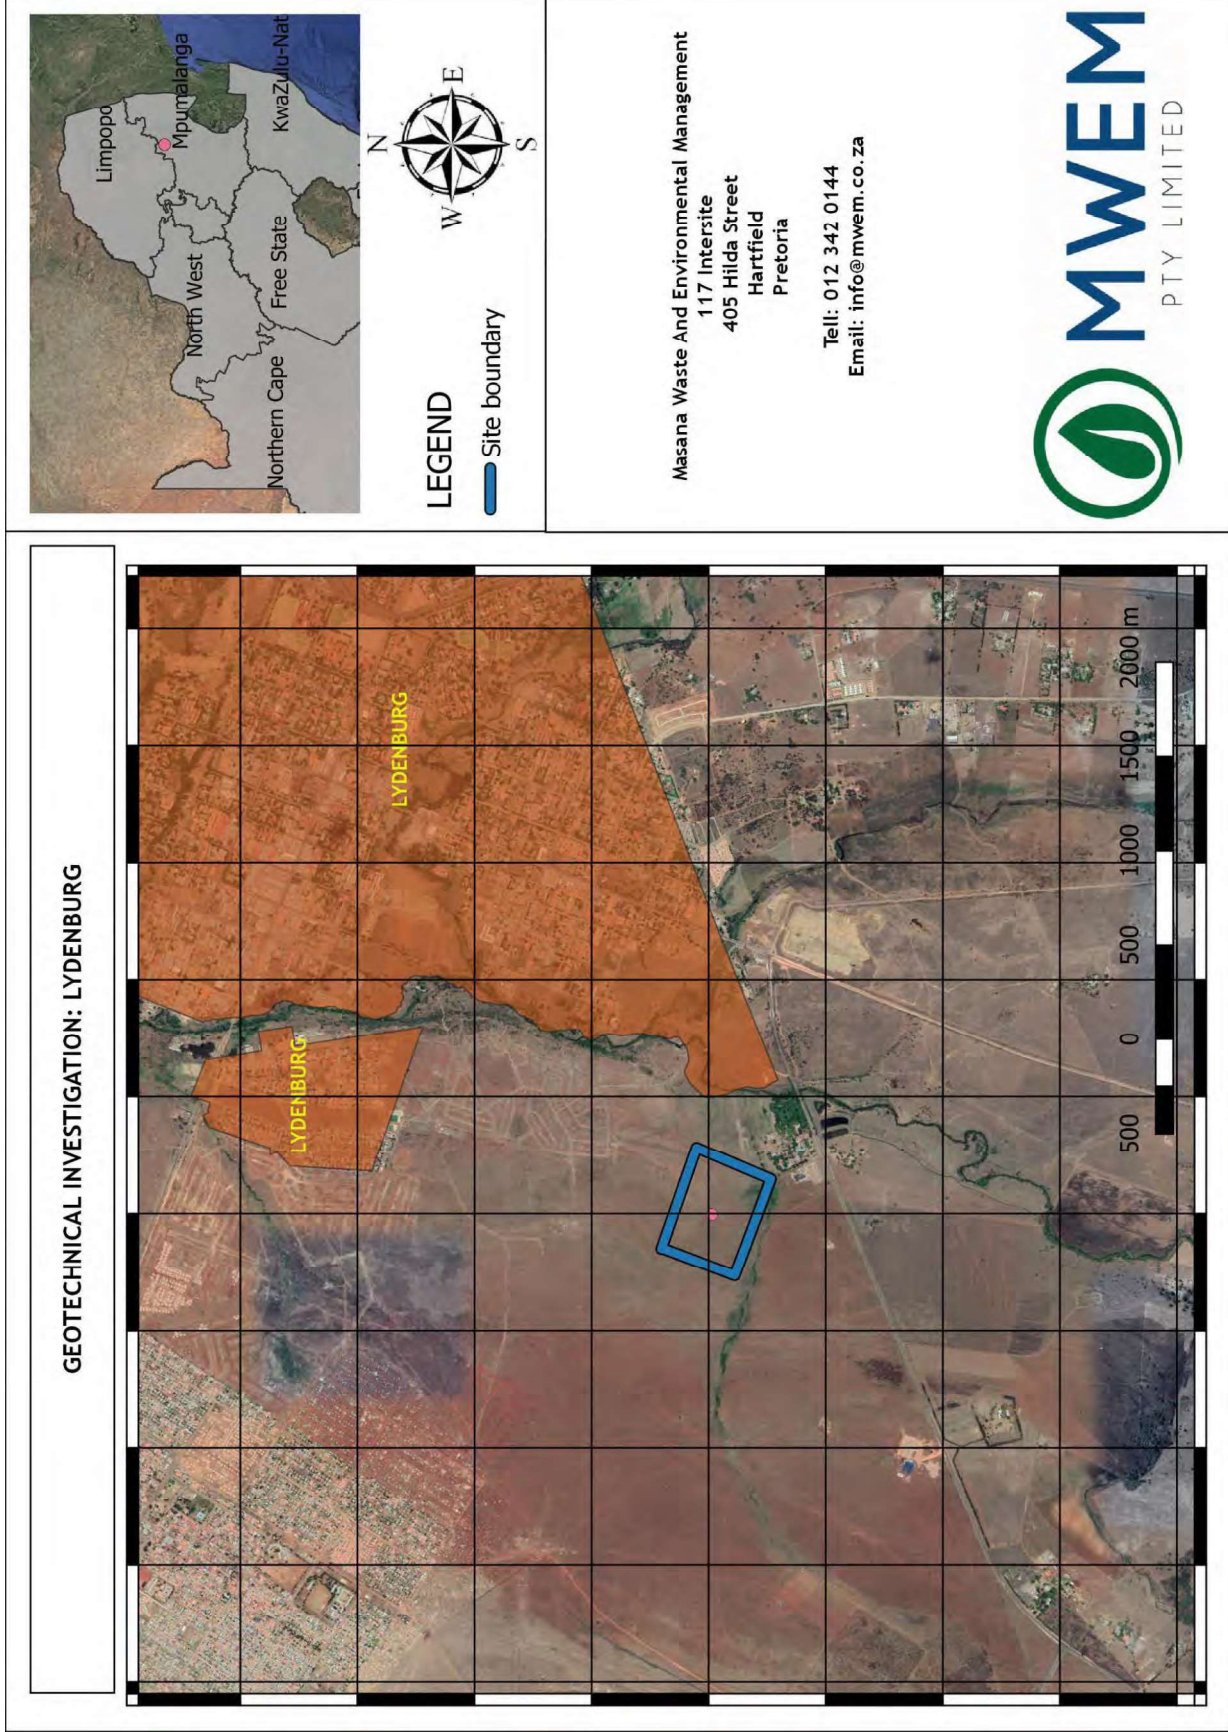 GEOTECHNICAL INVESTIGATION: LYDENBURG
LYDENBURG
LYDENBURG
500 0 500 1000 1500 2000 m
Limpopo
Mpumalanga
North West
Free State
KwaZulu-Nat
Northern Cape
N
W E
S
LEGEND
Site boundary
Masana Waste And Environmental Management
117 Intersite
405 Hilda Street
Hartfield
Pretoria
Tell: 012 342 0144
Email: info@mwem.co.za
MWEM
PTY LIMITED